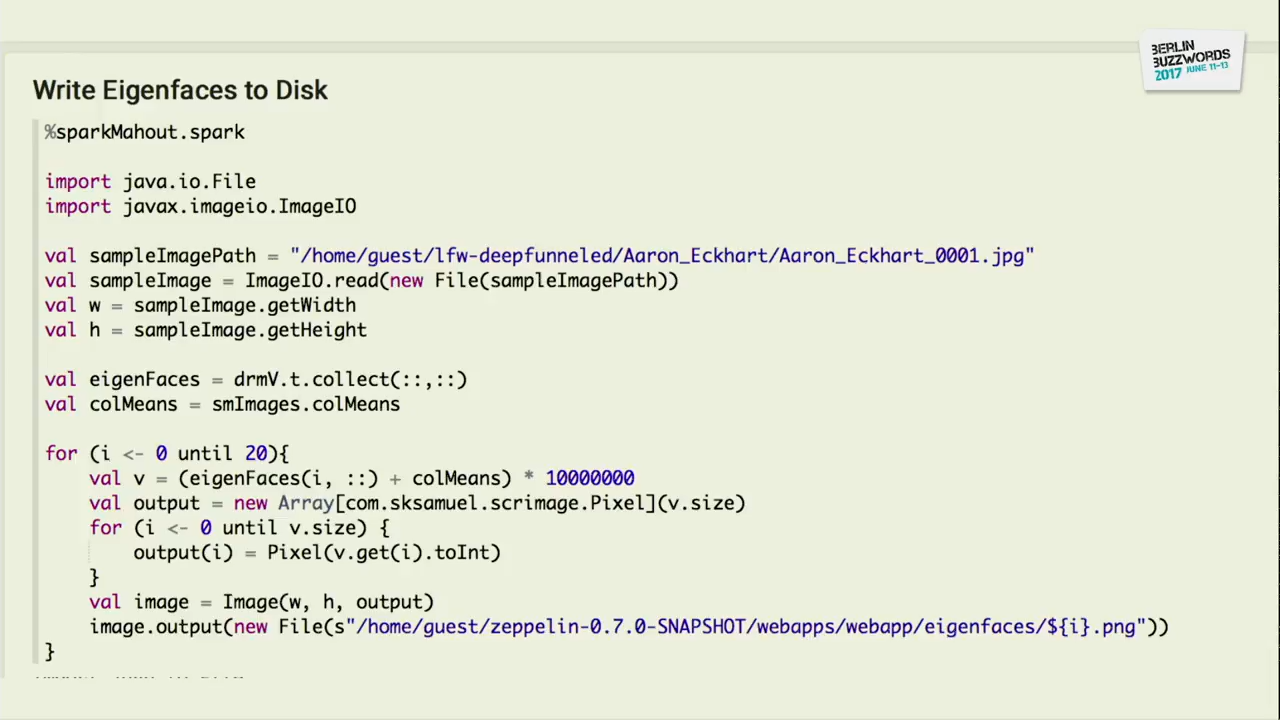 BERLIN
BUZZWORDS
2017 JUNE 11-13
Write Eigenfaces to Disk
%sparkMahout.spark
import java.io.File
import javax.imageio.ImageIO
val sampleImagePath = "/home/guest/lfw-deepfunneled/Aaron_Eckhart/Aaron_Eckhart_0001.jpg"
val sampleImage = ImageIO.read(new File(sampleImagePath))
val w = sampleImage.getWidth
val h = sampleImage.getHeight
val eigenFaces = drmV.t.collect(::,::)
val colMeans = smImages.colMeans
for (i <- 0 until 20){
    val v = (eigenFaces(i, ::) + colMeans) * 10000000
    val output = new Array[com.sksamuel.scrimage.Pixel](v.size)
    for (i <- 0 until v.size) {
        output(i) = Pixel(v.get(i).toInt)
    }
    val image = Image(w, h, output)
    image.output(new File(s"/home/guest/zeppelin-0.7.0-SNAPSHOT/webapps/webapp/eigenfaces/${i}.png"))
}